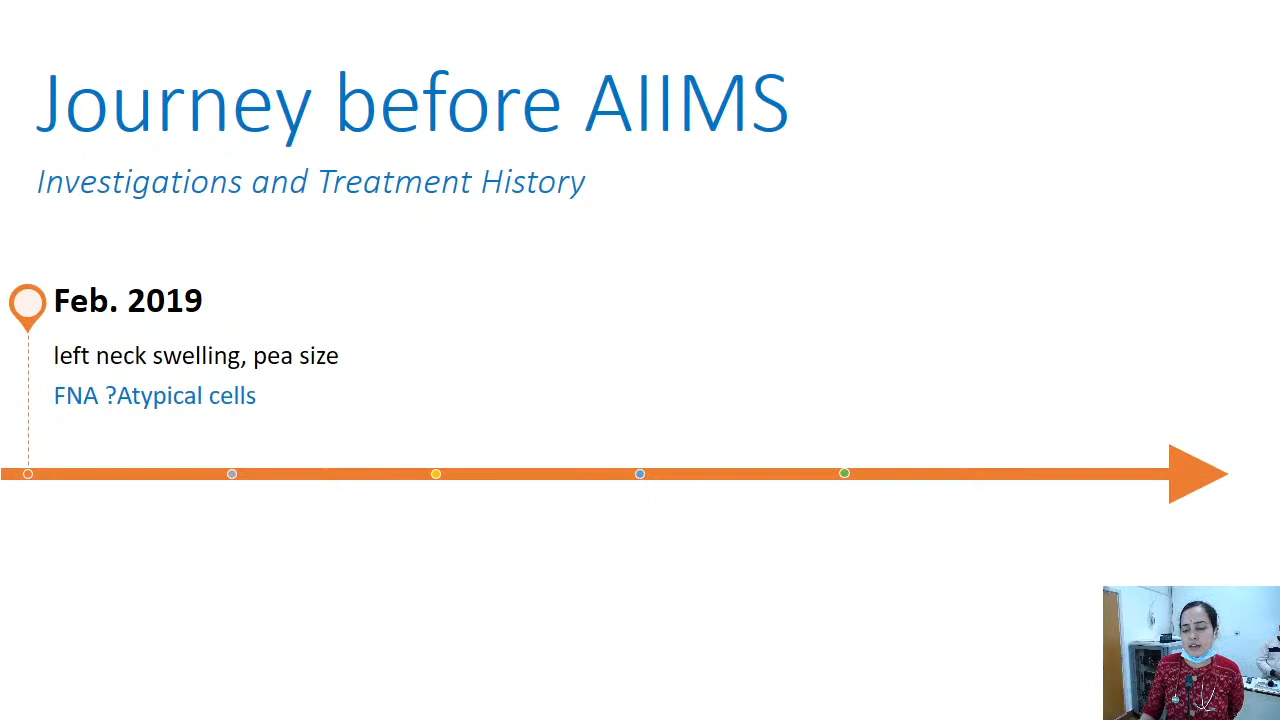 Journey before AIIMS
Investigations and Treatment History
Feb. 2019
left neck swelling, pea size
FNA ?Atypical cells